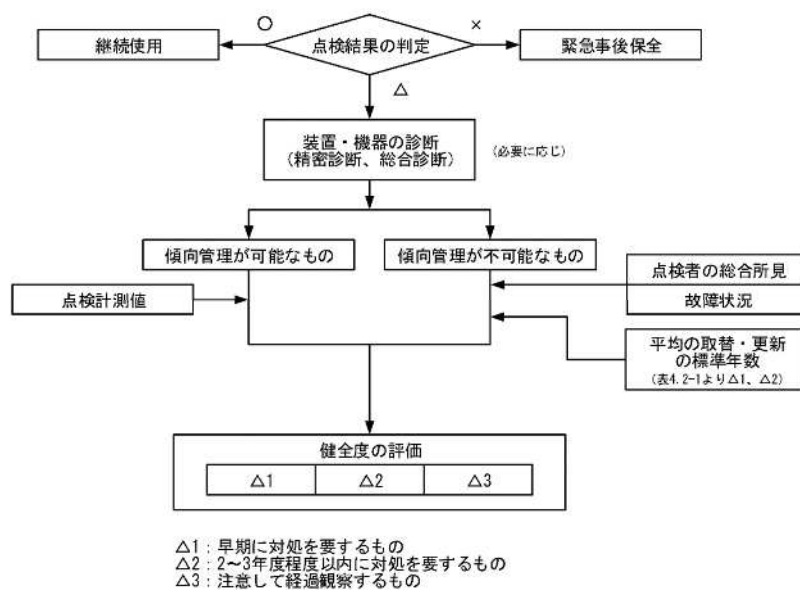 ○
×
継続使用
点検結果の判定
緊急事後保全
△
装置・機器の診断
(精密診断、総合診断)
(必要に応じ)
傾向管理が可能なもの
傾向管理が不可能なもの
点検者の総合所見
点検計測値
故障状況
平均の取替・更新
の標準年数
(表4.2-1より△1、△2)
健全度の評価
△1
△2
△3
△1：早期に対処を要するもの
△2：2～3年度程度以内に対処を要するもの
△3：注意して経過観察するもの